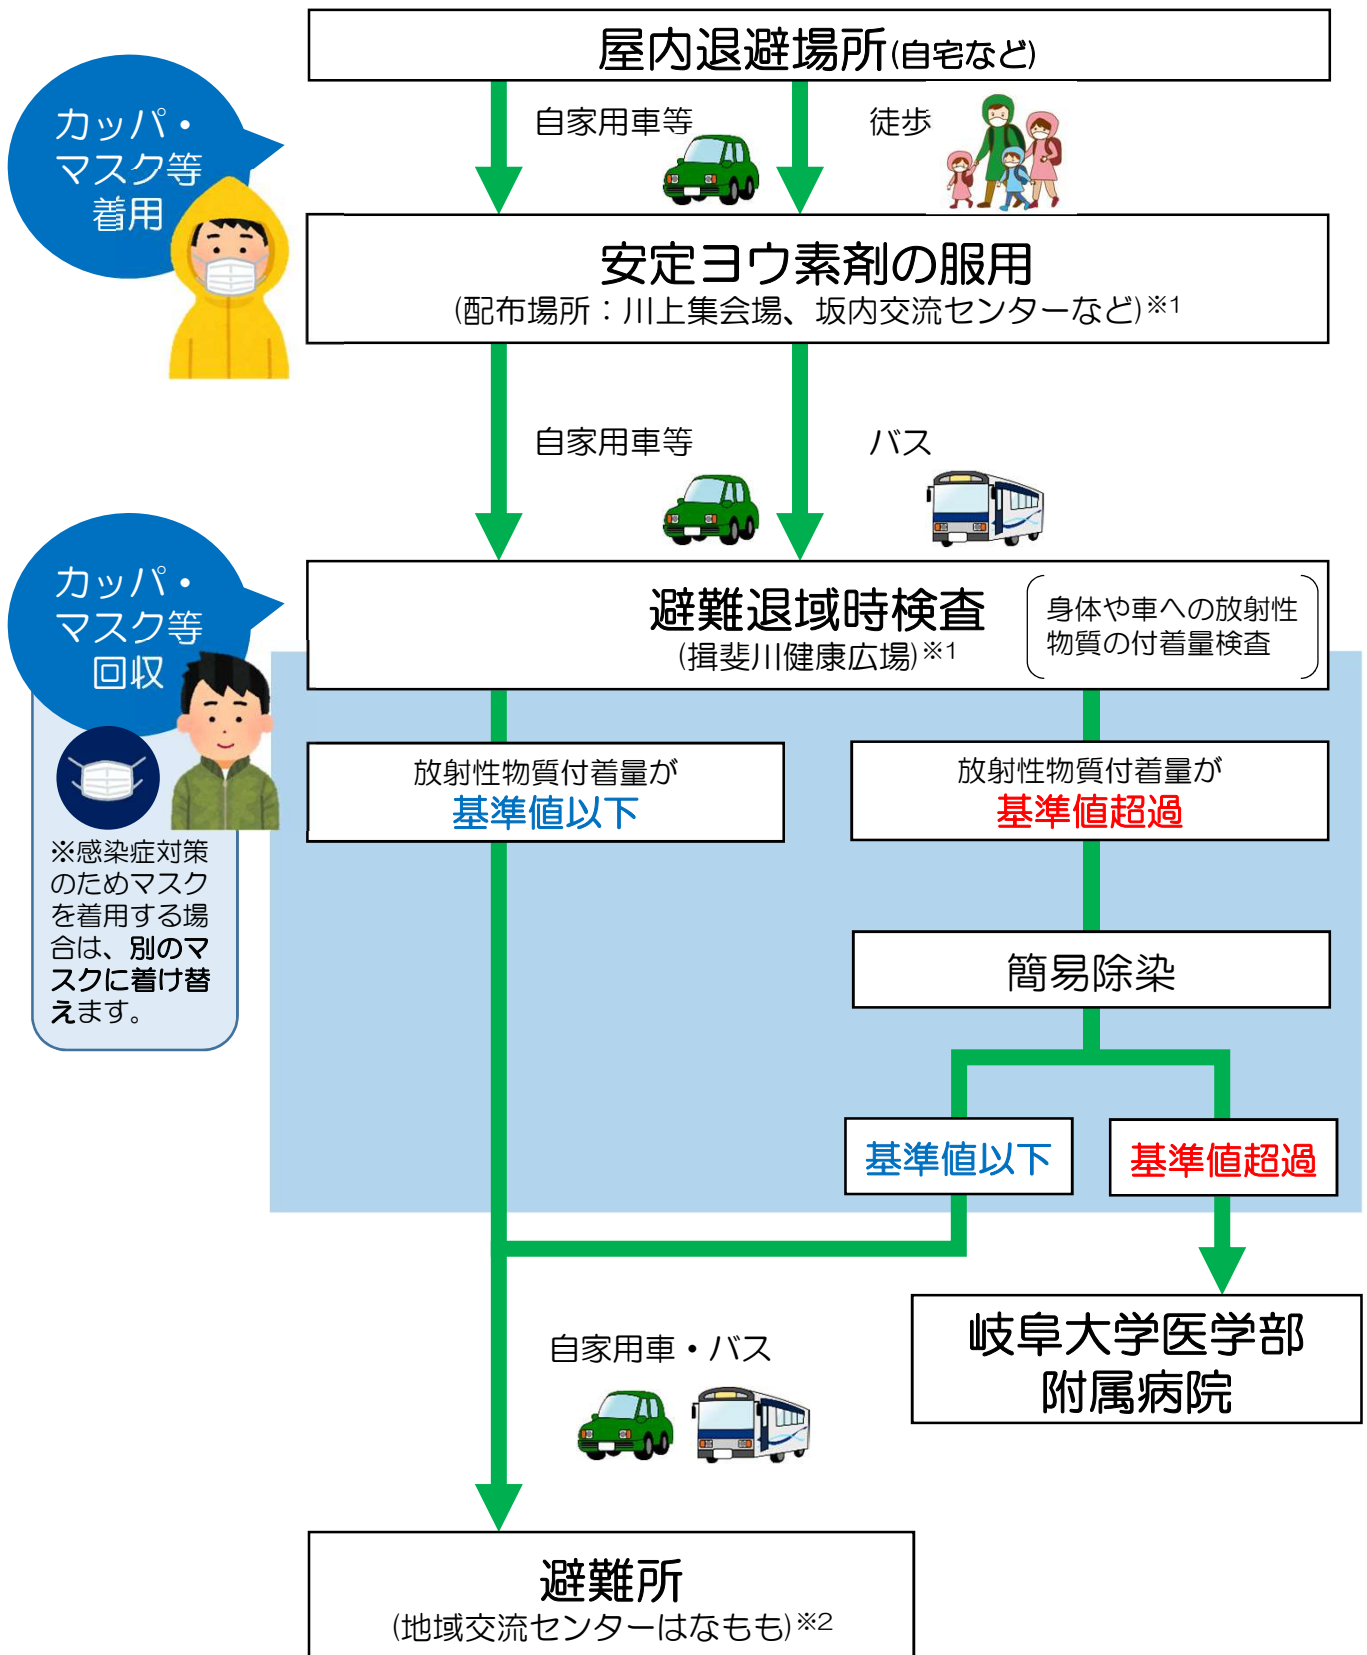 屋内退避場所(自宅など)
カッパ・
マスク等
着用
自家用車等
徒歩
安定ヨウ素剤の服用
(配布場所：川上集会場、坂内交流センターなど)※1
自家用車等
バス
カッパ・
マスク等
回収
避難退域時検査
(揖斐川健康広場)※1
身体や車への放射性
物質の付着量検査
※感染症対策
のためマスク
を着用する場
合は、別のマ
スクに着け替
えます。
放射性物質付着量が
基準値以下
放射性物質付着量が
基準値超過
簡易除染
基準値以下
基準値超過
岐阜大学医学部
附属病院
自家用車・バス
避難所
(地域交流センターはなもも)※2